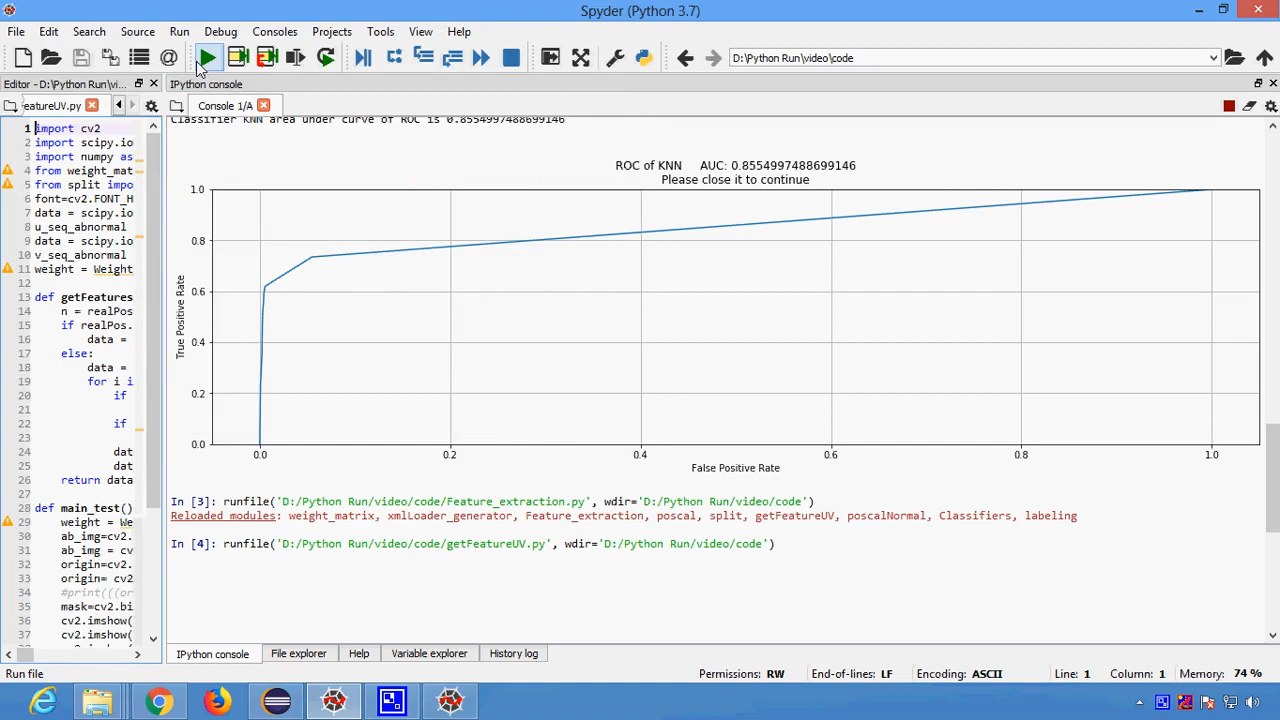 Spyder (Python 3.7)
File Edit Search Source Run Debug Consoles Projects Tools View Help
D:\Python Run\video\code
Editor - D:\Python Run\vi...
IPython console
eatureUV.py
Console 1/A
Classifier KNN area under curve of ROC is 0.8554997488699146
1 import cv2
2 import scipy.io
3 import numpy as
4 from weight_mat
5 from split impo
6 font=cv2.FONT_H
7 data = scipy.io
8 u_seq_abnormal
9 data = scipy.io
10 v_seq_abnormal
11 weight = Weight
12
13 def getFeatures
14 n = realPos
15 if realPos.
16 data =
17 else:
18 data =
19 for i i
20 if
21
22 if
23
24 dat
25 dat
26 return data
27
28 def main_test()
29 weight = We
30 ab_img=cv2.
31 ab_img = cv
32 origin=cv2.
33 origin= cv2
34 #print(((or
35 mask=cv2.bi
36 cv2.imshow(
37 cv2.imshow(
ROC of KNN AUC: 0.8554997488699146
Please close it to continue
1.0
0.8
0.6
0.4
0.2
0.0
True Positive Rate
0.0 0.2 0.4 0.6 0.8 1.0
False Positive Rate
In [3]: runfile('D:/Python Run/video/code/Feature_extraction.py', wdir='D:/Python Run/video/code')
Reloaded modules: weight_matrix, xmlLoader_generator, Feature_extraction, poscal, split, getFeatureUV, poscalNormal, Classifiers, labeling
In [4]: runfile('D:/Python Run/video/code/getFeatureUV.py', wdir='D:/Python Run/video/code')
IPython console File explorer Help Variable explorer History log
Run file
Permissions: RW End-of-lines: LF Encoding: ASCII Line: 1 Column: 1 Memory: 74 %